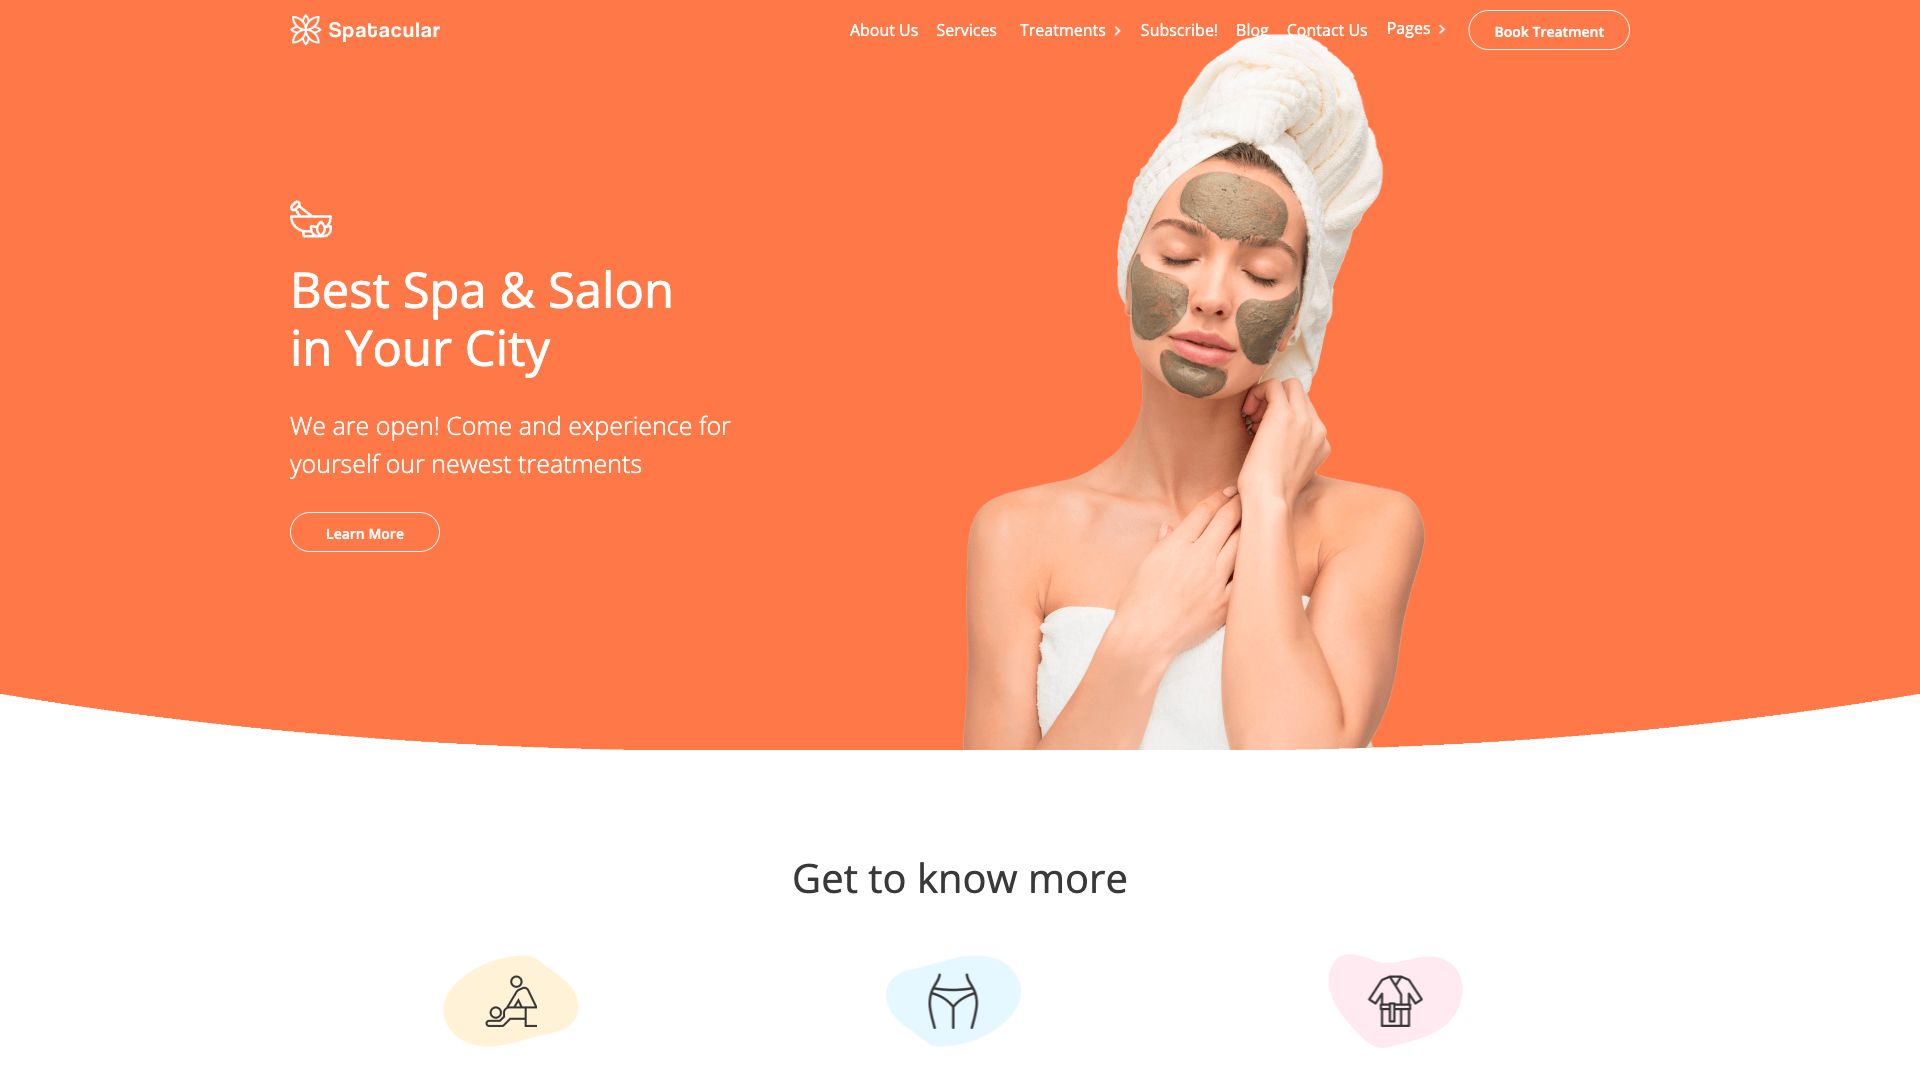 Spatacular
About Us
Services
Treatments
Subscribe!
Blog
Contact Us
Pages
Book Treatment
Best Spa & Salon
in Your City
We are open! Come and experience for
yourself our newest treatments
Learn More
Get to know more